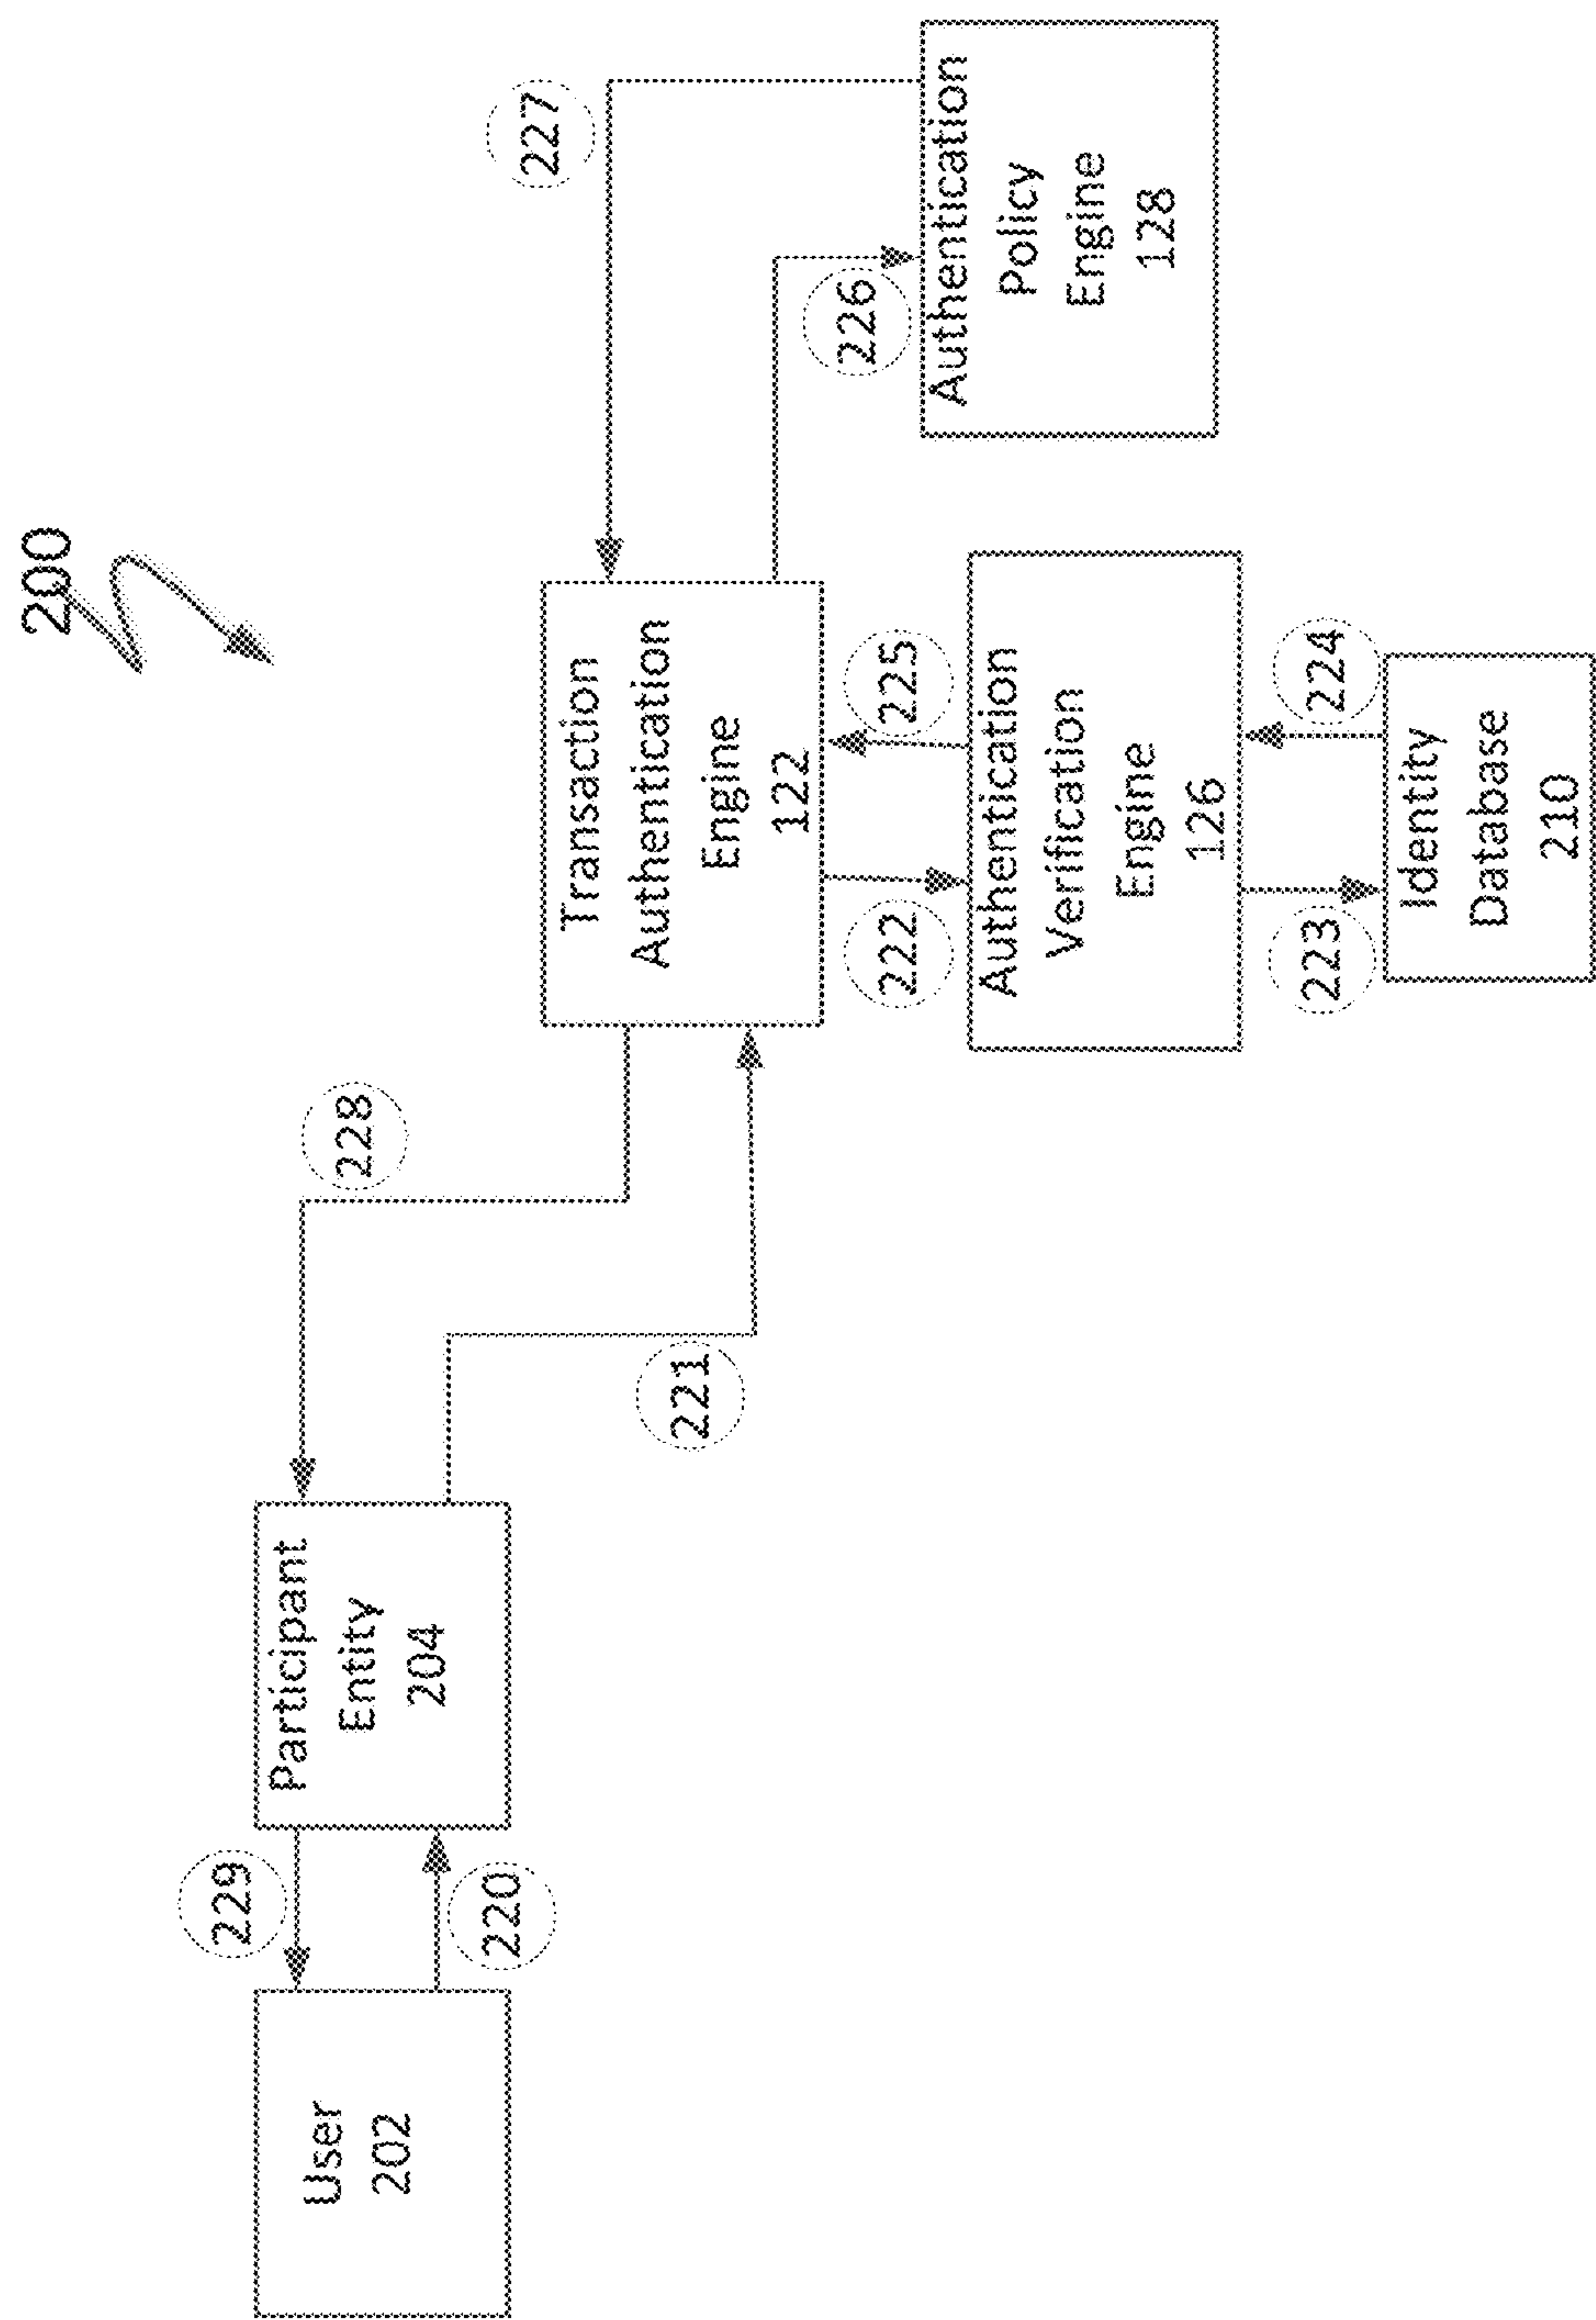 200
User
202
229
220
Participant
Entity
204
228
221
Transaction
Authentication
Engine
122
227
226
222
225
Authentication
Verification
Engine
126
Authentication
Policy
Engine
128
223
224
Identity
Database
210